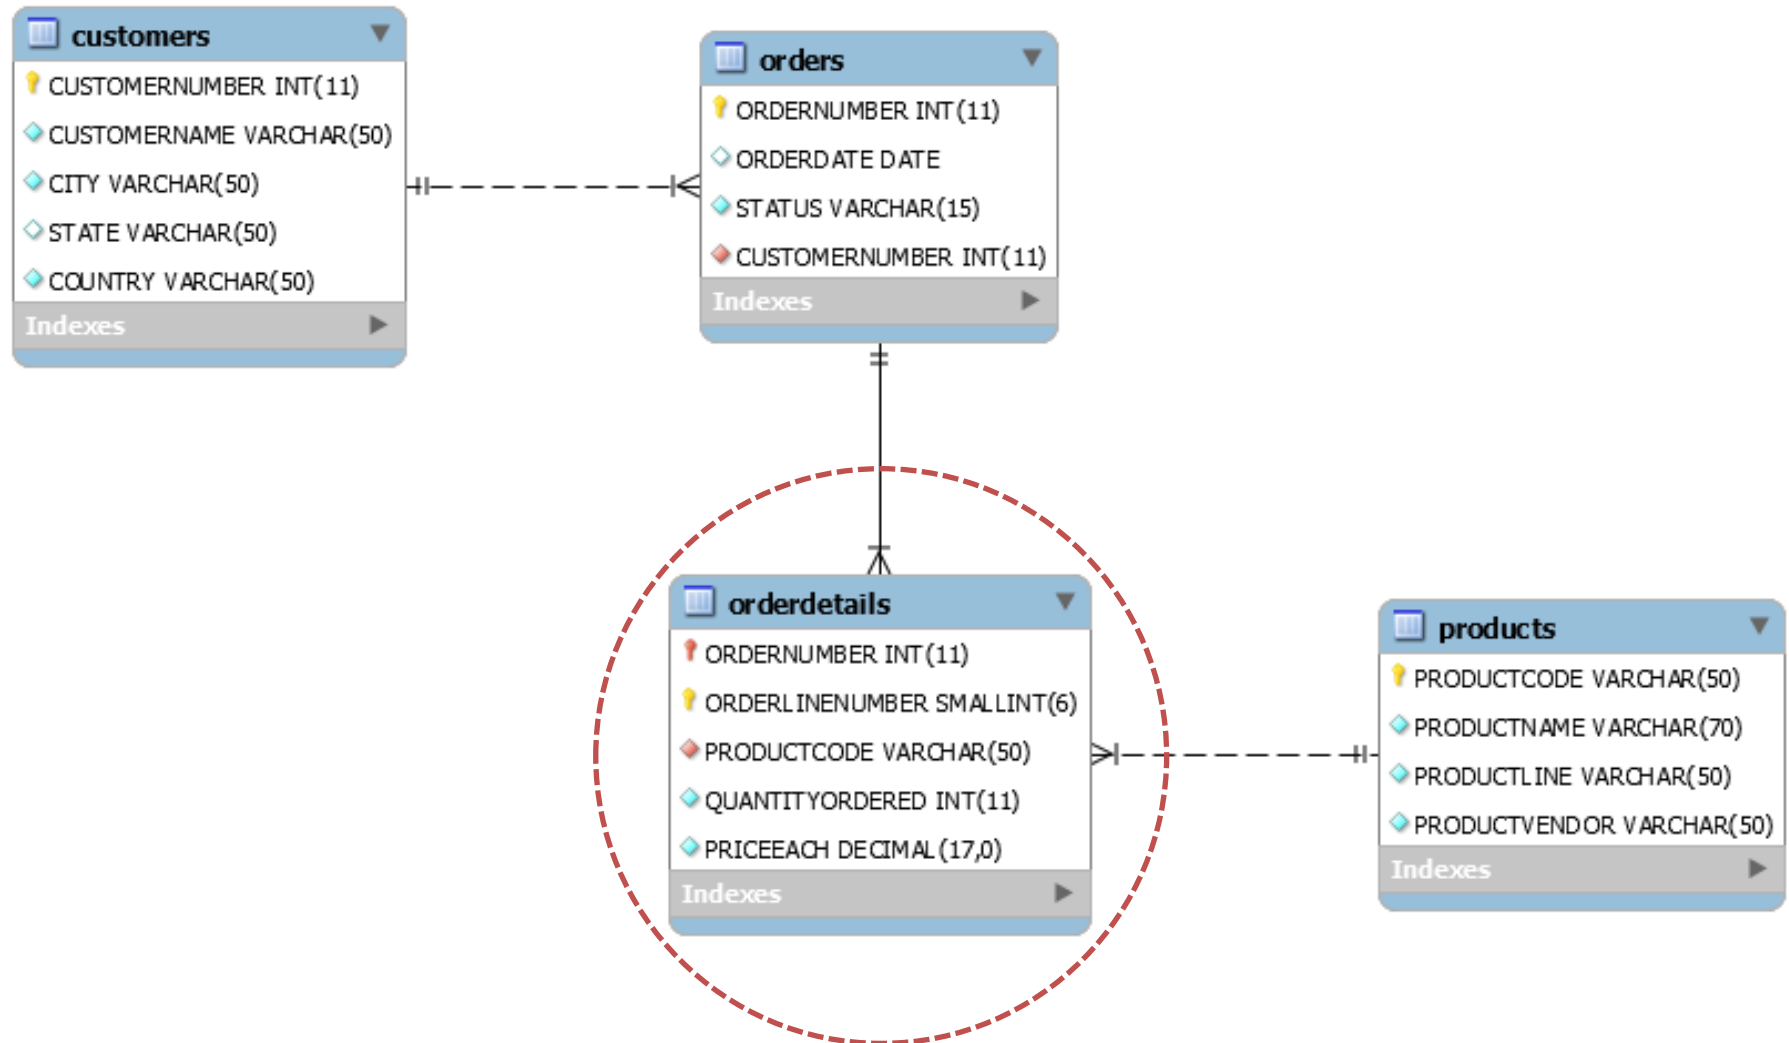 customers
CUSTOMERNUMBER INT(11)
CUSTOMERNAME VARCHAR(50)
CITY VARCHAR(50)
STATE VARCHAR(50)
COUNTRY VARCHAR(50)
Indexes
orders
ORDERNUMBER INT(11)
ORDERDATE DATE
STATUS VARCHAR(15)
CUSTOMERNUMBER INT(11)
Indexes
orderdetails
ORDERNUMBER INT(11)
ORDERLINENUMBER SMALLINT(6)
PRODUCTCODE VARCHAR(50)
QUANTITYORDERED INT(11)
PRICEEACH DECIMAL(17,0)
Indexes
products
PRODUCTCODE VARCHAR(50)
PRODUCTNAME VARCHAR(70)
PRODUCTLINE VARCHAR(50)
PRODUCTVENDOR VARCHAR(50)
Indexes